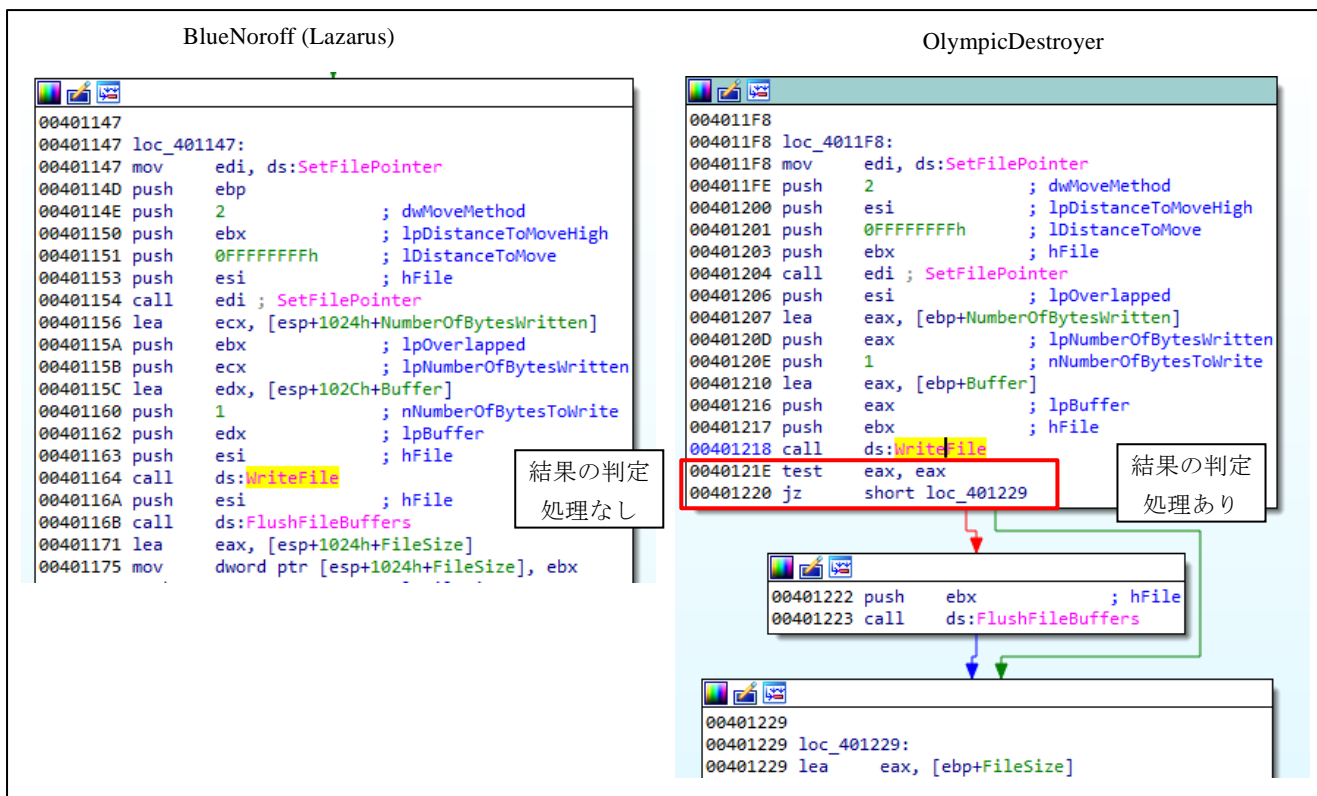 BlueNoroff (Lazarus)
00401147
00401147 loc_401147:
00401147 mov edi, ds:SetFilePointer
0040114D push ebp
0040114E push 2 ; dwMoveMethod
00401150 push ebx ; lpDistanceToMoveHigh
00401151 push 0FFFFFFFFh ; lDistanceToMove
00401153 push esi ; hFile
00401154 call edi ; SetFilePointer
00401156 lea ecx, [esp+1024h+NumberOfBytesWritten]
0040115A push ebx ; lpOverlapped
0040115B push ecx ; lpNumberOfBytesWritten
0040115C lea edx, [esp+102Ch+Buffer]
00401160 push 1 ; nNumberOfBytesToWrite
00401162 push edx ; lpBuffer
00401163 push esi ; hFile
00401164 call ds:WriteFile
0040116A push esi ; hFile
0040116B call ds:FlushFileBuffers
00401171 lea eax, [esp+1024h+FileSize]
00401175 mov dword ptr [esp+1024h+FileSize], ebx
結果の判定
処理なし
OlympicDestroyer
004011F8
004011F8 loc_4011F8:
004011F8 mov edi, ds:SetFilePointer
004011FE push 2 ; dwMoveMethod
00401200 push esi ; lpDistanceToMoveHigh
00401201 push 0FFFFFFFFh ; lDistanceToMove
00401203 push ebx ; hFile
00401204 call edi ; SetFilePointer
00401206 push esi ; lpOverlapped
00401207 lea eax, [ebp+NumberOfBytesWritten]
0040120D push eax ; lpNumberOfBytesWritten
0040120E push 1 ; nNumberOfBytesToWrite
00401210 lea eax, [ebp+Buffer]
00401216 push eax ; lpBuffer
00401217 push ebx ; hFile
00401218 call ds:WriteFile
0040121E test eax, eax
00401220 jz short loc_401229
結果の判定
処理あり
00401222 push ebx ; hFile
00401223 call ds:FlushFileBuffers
00401229
00401229 loc_401229:
00401229 lea eax, [ebp+FileSize]